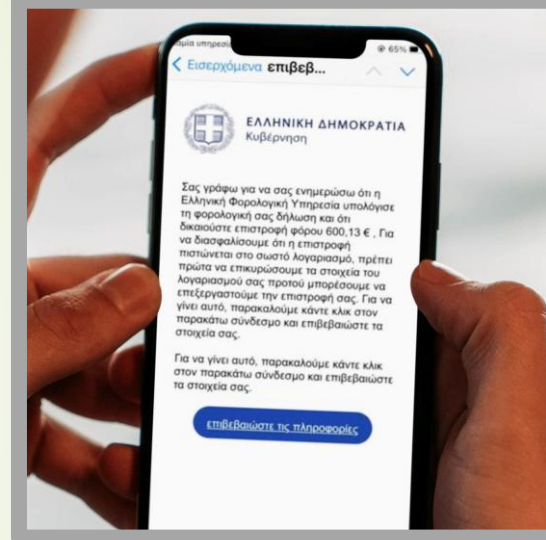 αμία υπηρεσί
65%
Εισερχόμενα επιβεβ...
ΕΛΛΗΝΙΚΗ ΔΗΜΟΚΡΑΤΙΑ
Κυβέρνηση
Σας γράφω για να σας ενημερώσω ότι η
Ελληνική Φορολογική Υπηρεσία υπολόγισε
τη φορολογική σας δήλωση και ότι
δικαιούστε επιστροφή φόρου 600,13 € , Για
να διασφαλίσουμε ότι η επιστροφή
πιστώνεται στο σωστό λογαριασμό, πρέπει
πρώτα να επικυρώσουμε τα στοιχεία του
λογαριασμού σας προτού μπορέσουμε να
επεξεργαστούμε την επιστροφή σας. Για να
γίνει αυτό, παρακαλούμε κάντε κλικ στον
παρακάτω σύνδεσμο και επιβεβαιώστε τα
στοιχεία σας.
Για να γίνει αυτό, παρακαλούμε κάντε κλικ
στον παρακάτω σύνδεσμο και επιβεβαιώστε
τα στοιχεία σας.
επιβεβαιώστε τις πληροφορίες